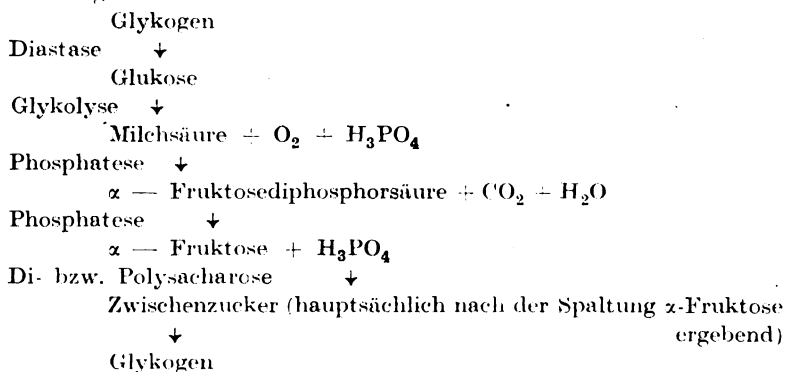 Glykogen
Diastase ↓
Glukose
Glykolyse ↓
Milchsäure + O₂ + H₃PO₄
Phosphatese ↓
α — Fruktosediphosphorsäure + CO₂ + H₂O
Phosphatese ↓
α — Fruktose + H₃PO₄
Di- bzw. Polysacharose ↓
Zwischenzucker (hauptsächlich nach der Spaltung α-Fruktose
↓ ergebend)
Glykogen